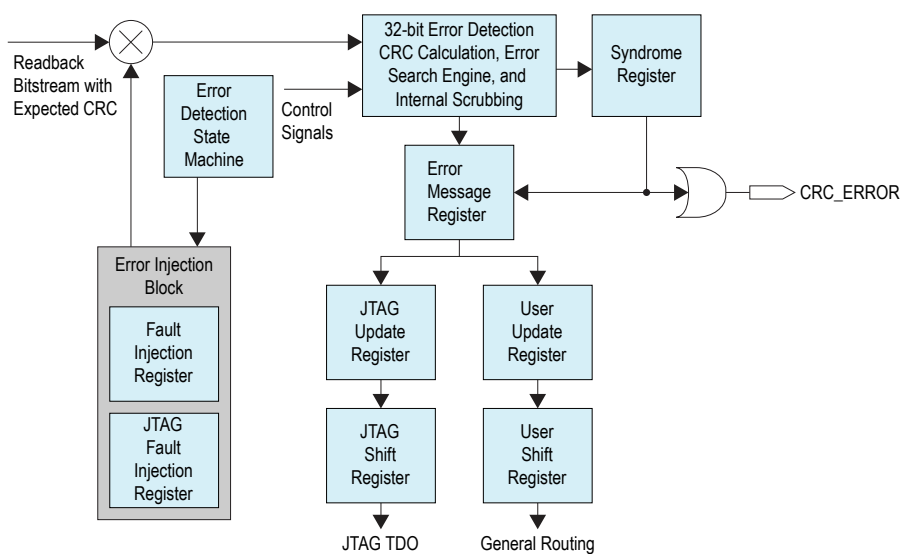 Readback
Bitstream with
Expected CRC
Error
Detection
State
Machine
Control
Signals
32-bit Error Detection
CRC Calculation, Error
Search Engine, and
Internal Scrubbing
Syndrome
Register
Error
Message
Register
CRC_ERROR
Error Injection
Block
Fault
Injection
Register
JTAG
Fault
Injection
Register
JTAG
Update
Register
User
Update
Register
JTAG
Shift
Register
User
Shift
Register
JTAG TDO
General Routing